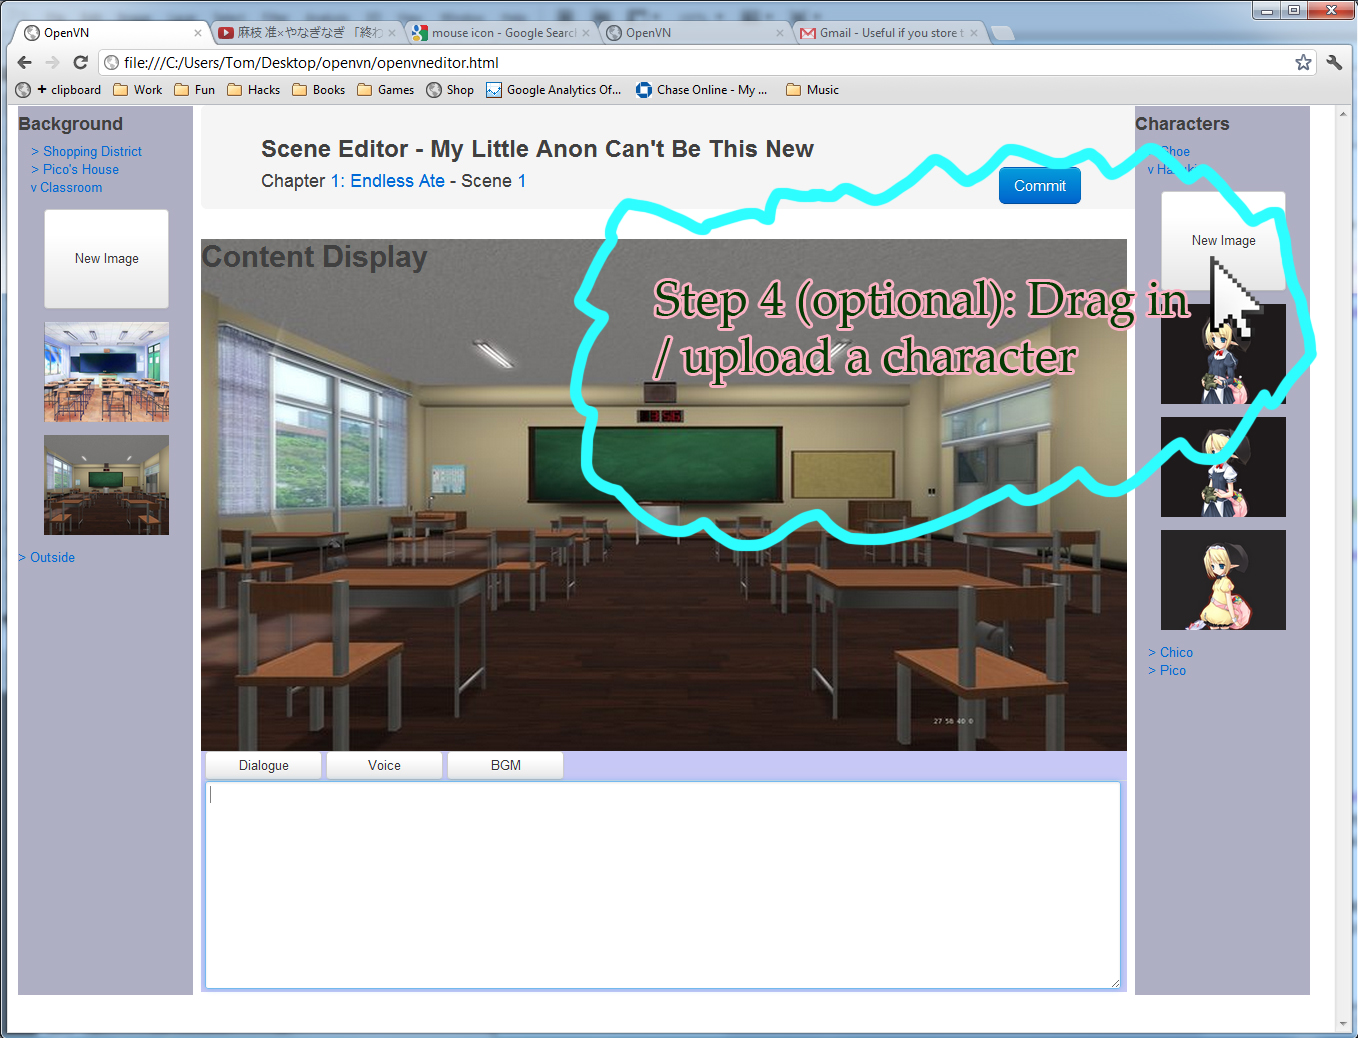 OpenVN
麻枝 准×やなぎなぎ 「終わ
mouse icon - Google Search
OpenVN
Gmail - Useful if you store t
file:///C:/Users/Tom/Desktop/openvn/openvneditor.html
+ clipboard
Work
Fun
Hacks
Books
Games
Shop
Google Analytics Of...
Chase Online - My ...
Music
Background
> Shopping District
> Pico's House
v Classroom
New Image
> Outside
Scene Editor - My Little Anon Can't Be This New
Chapter 1: Endless Ate - Scene 1
Commit
Content Display
Step 4 (optional): Drag in
/ upload a character
27 58 40 0
Dialogue
Voice
BGM
Characters
New Image
> Chico
> Pico